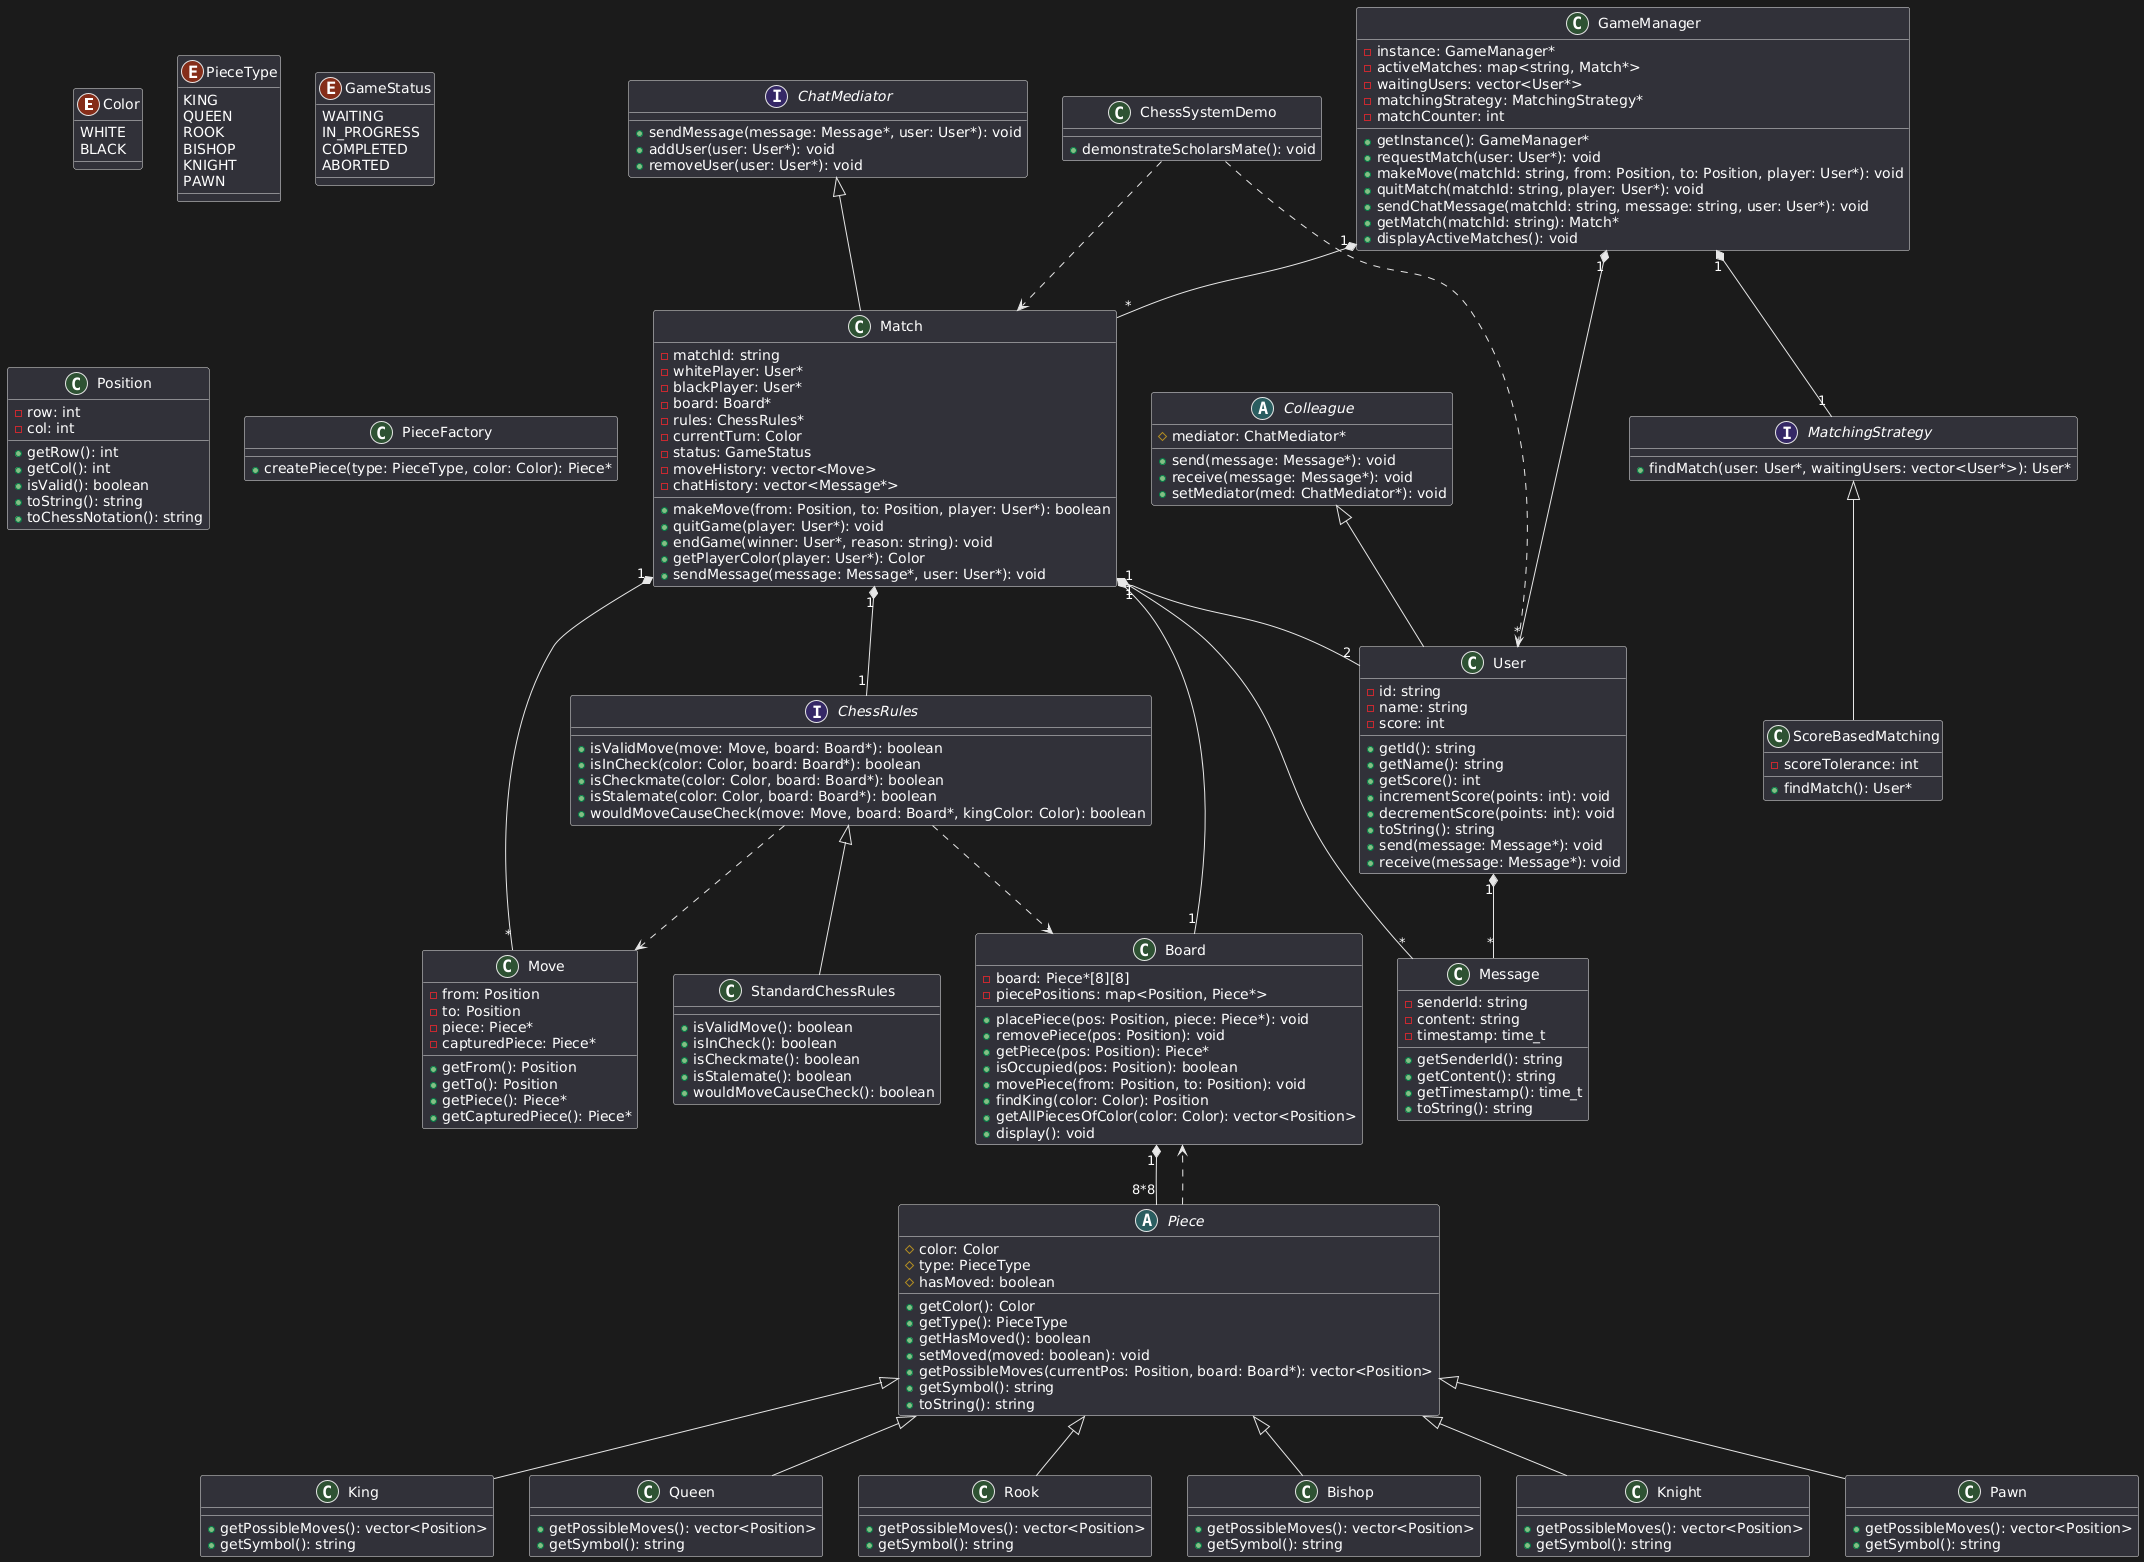 E Color
WHITE
BLACK
E PieceType
KING
QUEEN
ROOK
BISHOP
KNIGHT
PAWN
E GameStatus
WAITING
IN_PROGRESS
COMPLETED
ABORTED
I ChatMediator
sendMessage(message: Message*, user: User*): void
addUser(user: User*): void
removeUser(user: User*): void
C ChessSystemDemo
demonstrateScholarsMate(): void
C GameManager
instance: GameManager*
activeMatches: map<string, Match*>
waitingUsers: vector<User*>
matchingStrategy: MatchingStrategy*
matchCounter: int
getInstance(): GameManager*
requestMatch(user: User*): void
makeMove(matchId: string, from: Position, to: Position, player: User*): void
quitMatch(matchId: string, player: User*): void
sendChatMessage(matchId: string, message: string, user: User*): void
getMatch(matchId: string): Match*
displayActiveMatches(): void
1
1
1
*
C Position
row: int
col: int
getRow(): int
getCol(): int
isValid(): boolean
toString(): string
toChessNotation(): string
C PieceFactory
createPiece(type: PieceType, color: Color): Piece*
C Match
matchId: string
whitePlayer: User*
blackPlayer: User*
board: Board*
rules: ChessRules*
currentTurn: Color
status: GameStatus
moveHistory: vector<Move>
chatHistory: vector<Message*>
makeMove(from: Position, to: Position, player: User*): boolean
quitGame(player: User*): void
endGame(winner: User*, reason: string): void
getPlayerColor(player: User*): Color
sendMessage(message: Message*, user: User*): void
A Colleague
mediator: ChatMediator*
send(message: Message*): void
receive(message: Message*): void
setMediator(med: ChatMediator*): void
1
I MatchingStrategy
findMatch(user: User*, waitingUsers: vector<User*>): User*
1
1
1
1
*
2
1
C User
id: string
name: string
score: int
getId(): string
getName(): string
getScore(): int
incrementScore(points: int): void
decrementScore(points: int): void
toString(): string
send(message: Message*): void
receive(message: Message*): void
I ChessRules
isValidMove(move: Move, board: Board*): boolean
isInCheck(color: Color, board: Board*): boolean
isCheckmate(color: Color, board: Board*): boolean
isStalemate(color: Color, board: Board*): boolean
wouldMoveCauseCheck(move: Move, board: Board*, kingColor: Color): boolean
C ScoreBasedMatching
scoreTolerance: int
findMatch(): User*
1
*
1
*
*
C Move
from: Position
to: Position
piece: Piece*
capturedPiece: Piece*
getFrom(): Position
getTo(): Position
getPiece(): Piece*
getCapturedPiece(): Piece*
C StandardChessRules
isValidMove(): boolean
isInCheck(): boolean
isCheckmate(): boolean
isStalemate(): boolean
wouldMoveCauseCheck(): boolean
C Board
board: Piece*[8][8]
piecePositions: map<Position, Piece*>
placePiece(pos: Position, piece: Piece*): void
removePiece(pos: Position): void
getPiece(pos: Position): Piece*
isOccupied(pos: Position): boolean
movePiece(from: Position, to: Position): void
findKing(color: Color): Position
getAllPiecesOfColor(color: Color): vector<Position>
display(): void
C Message
senderId: string
content: string
timestamp: time_t
getSenderId(): string
getContent(): string
getTimestamp(): time_t
toString(): string
1
8*8
A Piece
color: Color
type: PieceType
hasMoved: boolean
getColor(): Color
getType(): PieceType
getHasMoved(): boolean
setMoved(moved: boolean): void
getPossibleMoves(currentPos: Position, board: Board*): vector<Position>
getSymbol(): string
toString(): string
C King
getPossibleMoves(): vector<Position>
getSymbol(): string
C Queen
getPossibleMoves(): vector<Position>
getSymbol(): string
C Rook
getPossibleMoves(): vector<Position>
getSymbol(): string
C Bishop
getPossibleMoves(): vector<Position>
getSymbol(): string
C Knight
getPossibleMoves(): vector<Position>
getSymbol(): string
C Pawn
getPossibleMoves(): vector<Position>
getSymbol(): string